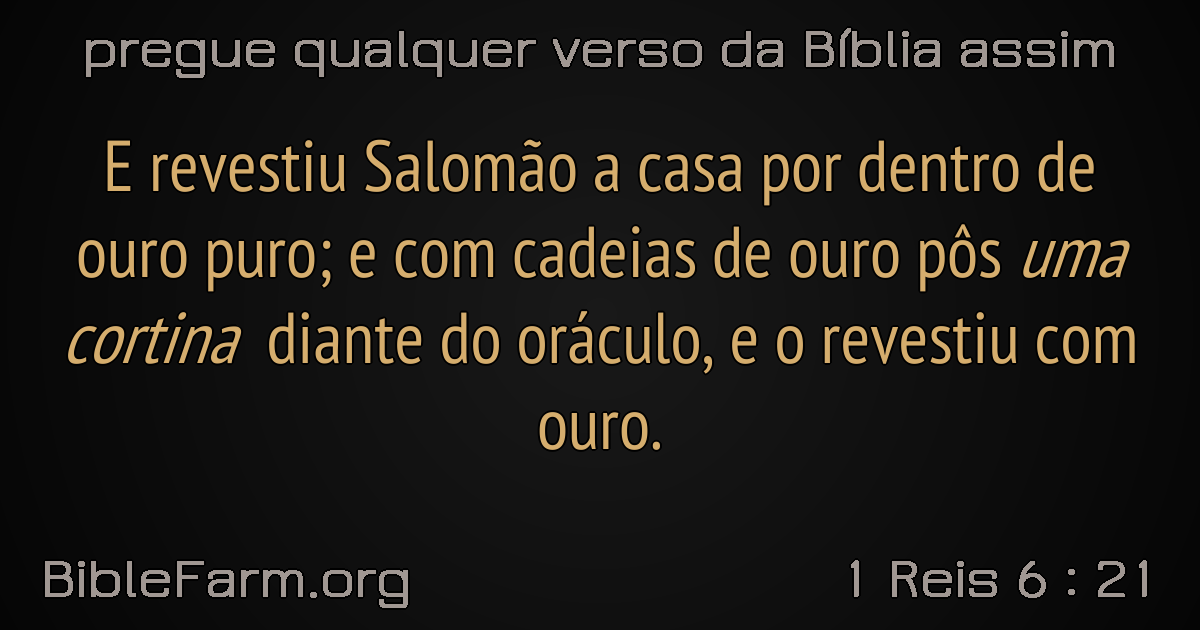 pregue qualquer verso da Bíblia assim
E revestiu Salomão a casa por dentro de
ouro puro; e com cadeias de ouro pôs uma
cortina diante do oráculo, e o revestiu com
ouro.
BibleFarm.org
1 Reis 6 : 21